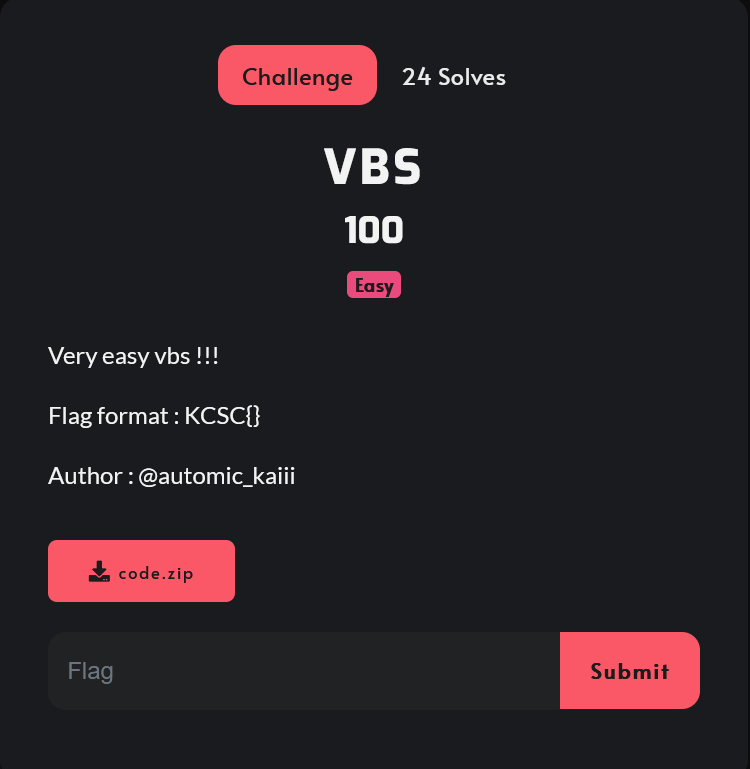 Challenge 24 Solves
VBS
100
Easy
Very easy vbs !!!
Flag format : KCSC{}
Author : @automic_kaiii
code.zip
Flag Submit